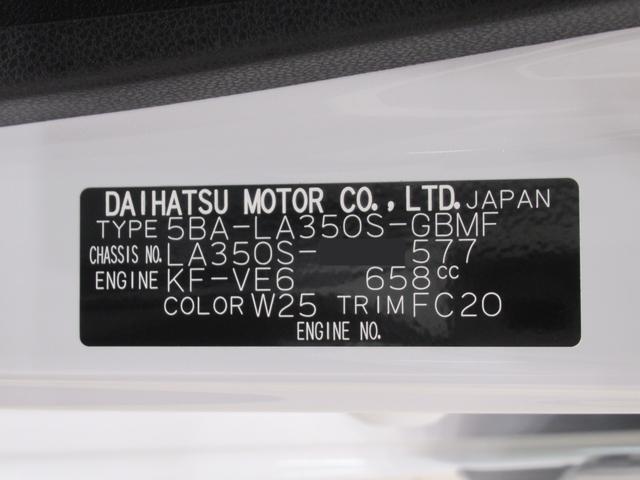 DAIHATSU MOTOR CO., LTD. JAPAN
TYPE 5BA-LA350S-GBMF
CHASSIS NO. LA350S- 577
ENGINE KF-VE6 658cc
COLOR W25 TRIM FC20
ENGINE NO.